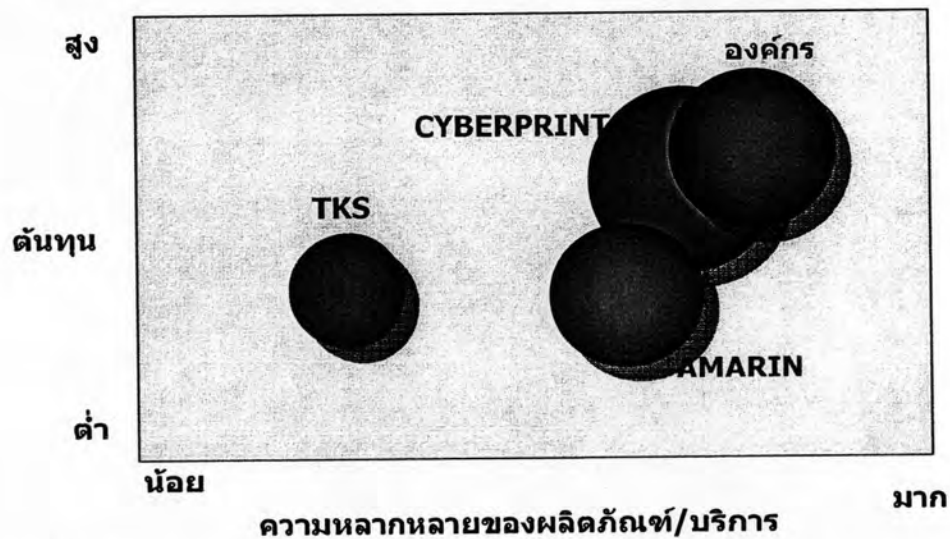 สูง
องค์กร
CYBERPRINT
TKS
ต้นทุน
AMARIN
ต่ำ
น้อย
มาก
ความหลากหลายของผลิตภัณฑ์/บริการ